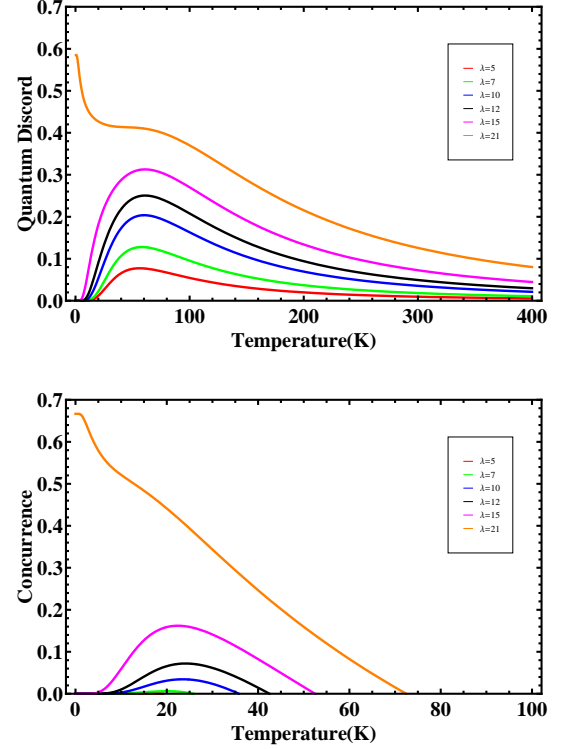 Quantum Discord
0.7
0.6
0.5
0.4
0.3
0.2
0.1
0.0
0 100 200 300 400
Temperature(K)
λ=5
λ=7
λ=10
λ=12
λ=15
λ=21
Concurrence
0.7
0.6
0.5
0.4
0.3
0.2
0.1
0.0
0 20 40 60 80 100
Temperature(K)
λ=5
λ=7
λ=10
λ=12
λ=15
λ=21